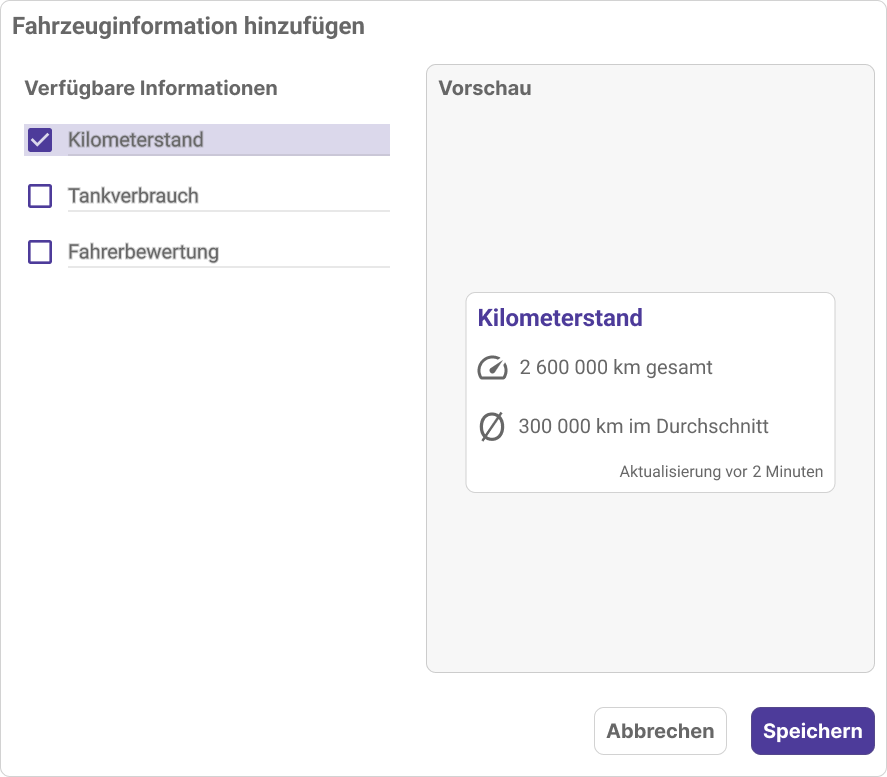 Fahrzeuginformation hinzufügen
Verfügbare Informationen
Kilometerstand
Tankverbrauch
Fahrerbewertung
Vorschau
Kilometerstand
2 600 000 km gesamt
300 000 km im Durchschnitt
Aktualisierung vor 2 Minuten
Abbrechen
Speichern